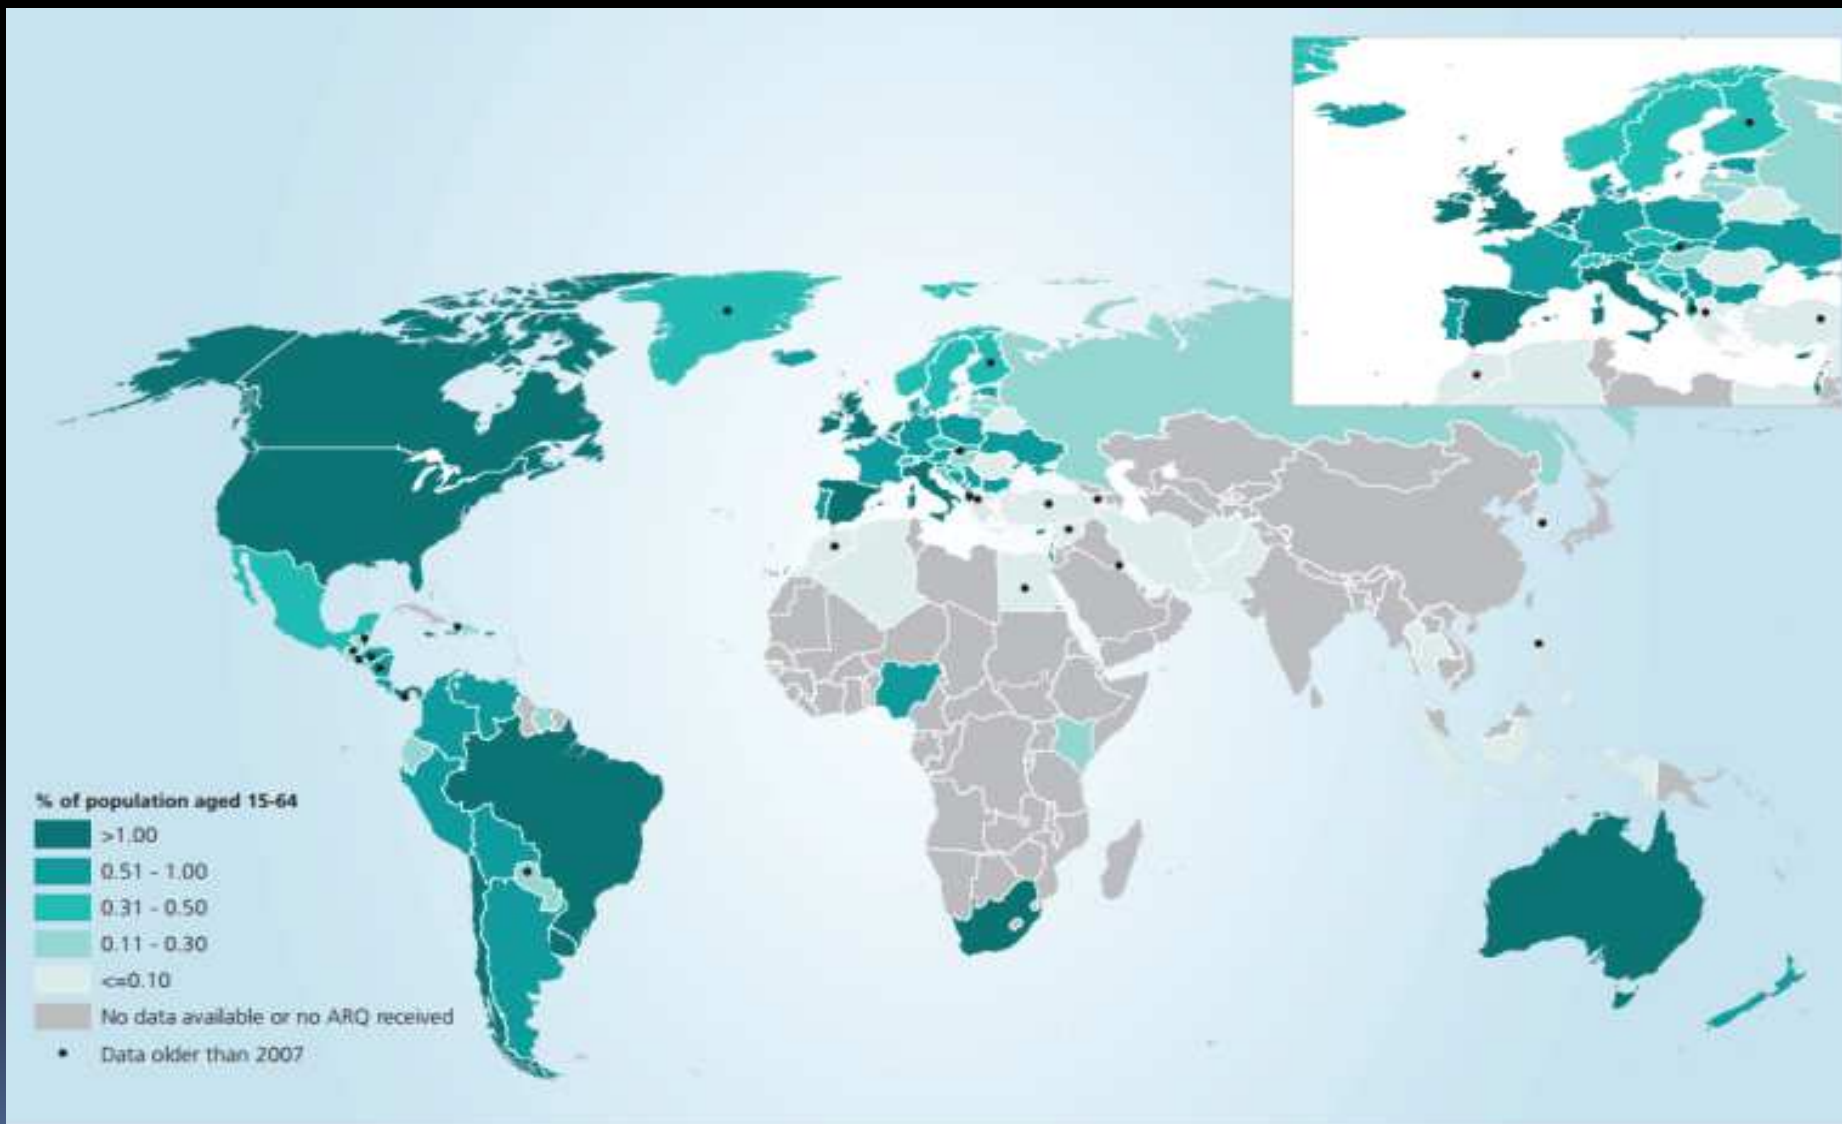 % of population aged 15-64
>1.00
0.51 - 1.00
0.31 - 0.50
0.11 - 0.30
<=0.10
No data available or no ARQ received
Data older than 2007